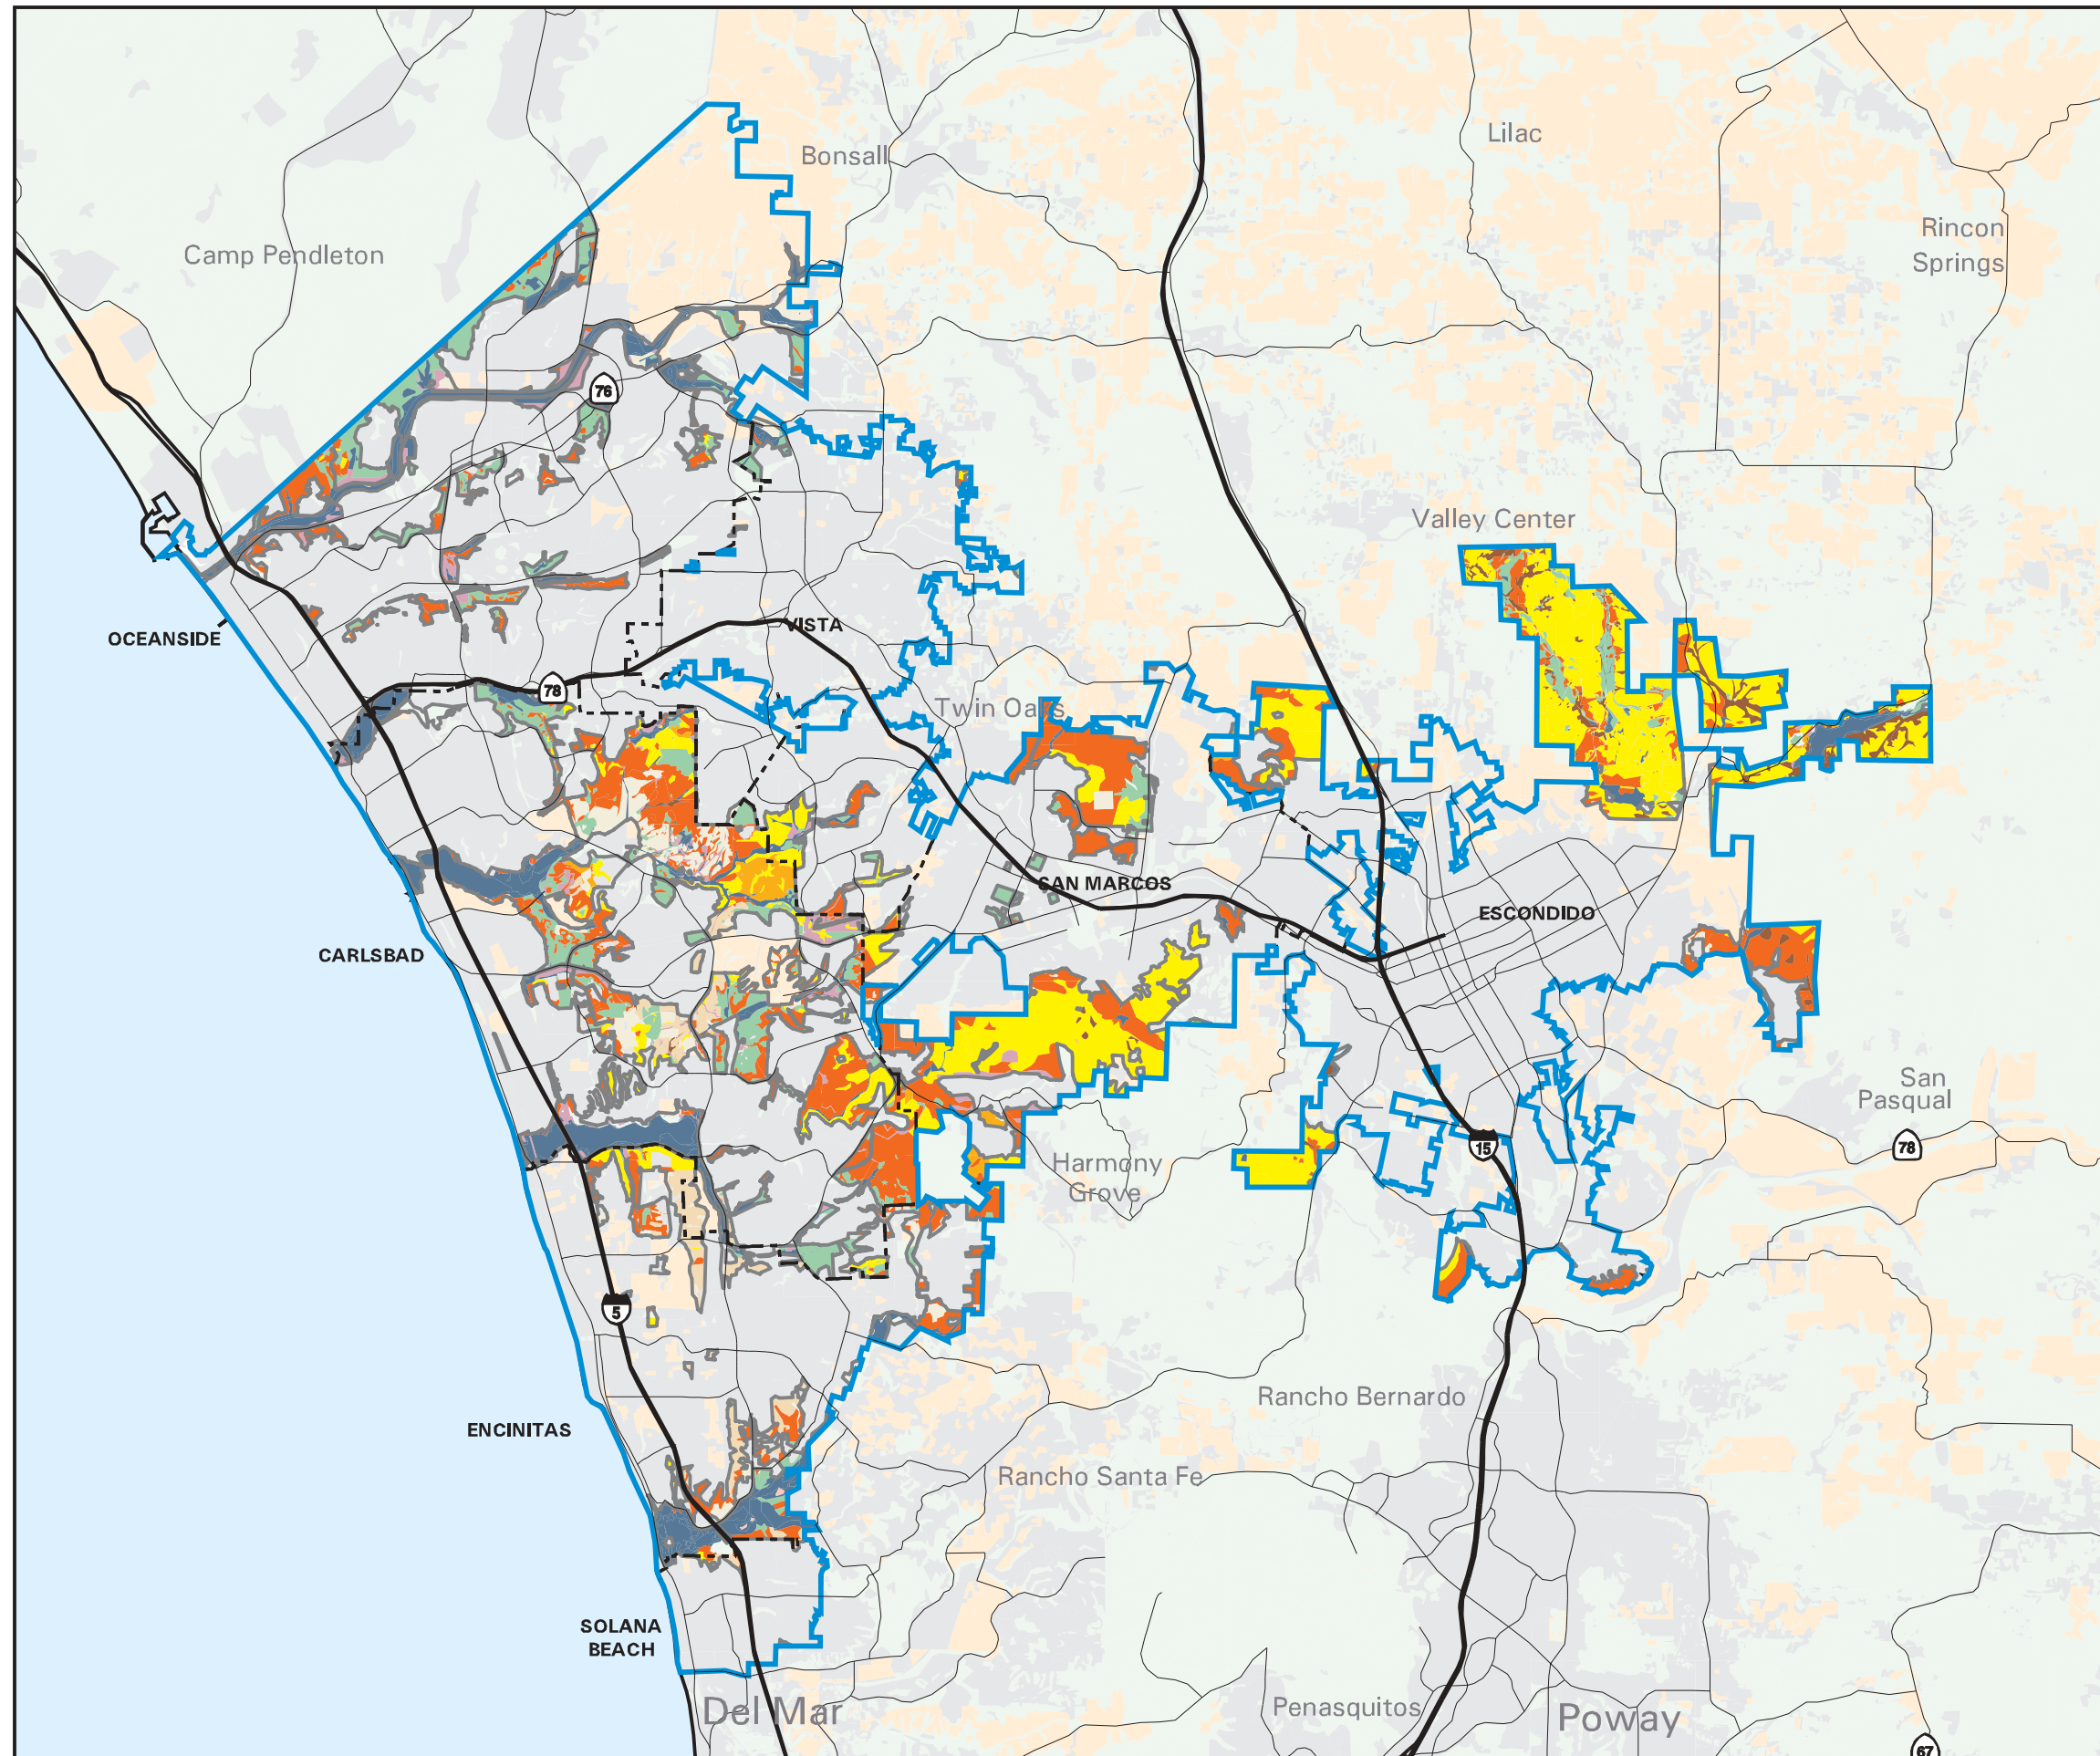 Lilac
Bonsall
Rincon
Springs
Camp Pendleton
76
Valley Center
OCEANSIDE
VISTA
78
Twin Oaks
SAN MARCOS
ESCONDIDO
CARLSBAD
San
Pasqual
15
78
Harmony
Grove
5
Rancho Bernardo
ENCINITAS
Rancho Santa Fe
SOLANA
BEACH
Del Mar
Penasquitos
Poway
67